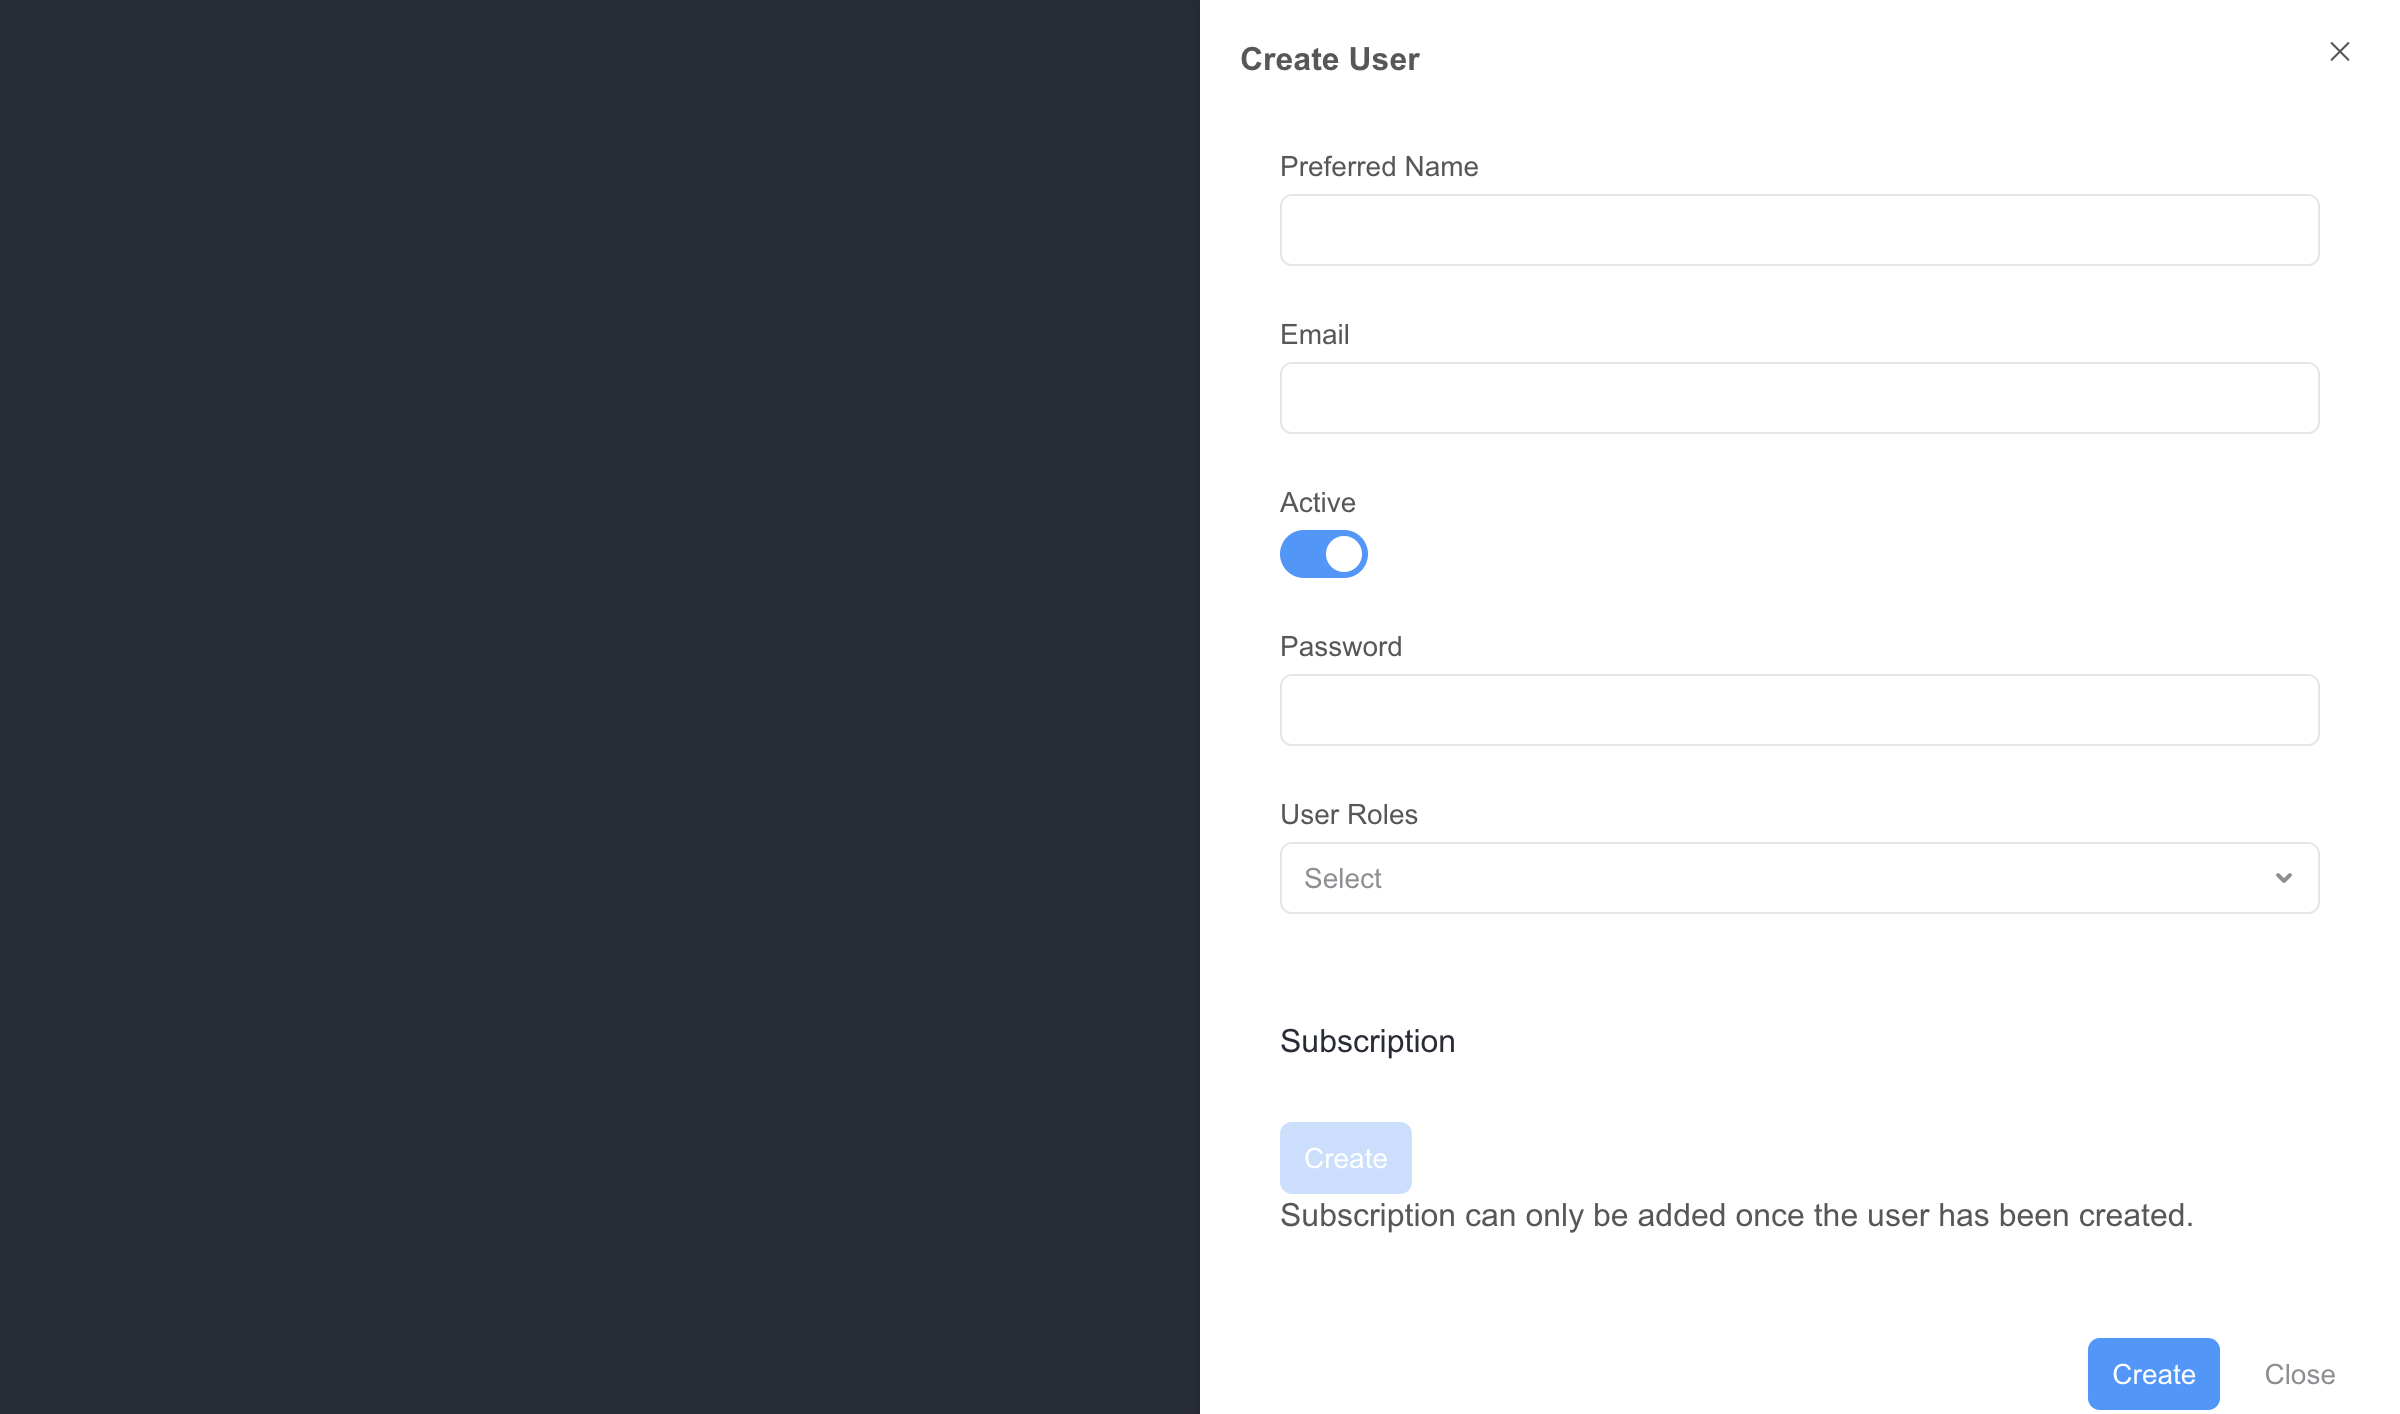 Create User
Preferred Name
Email
Active
Password
User Roles
Select
Subscription
Create
Subscription can only be added once the user has been created.
Create
Close